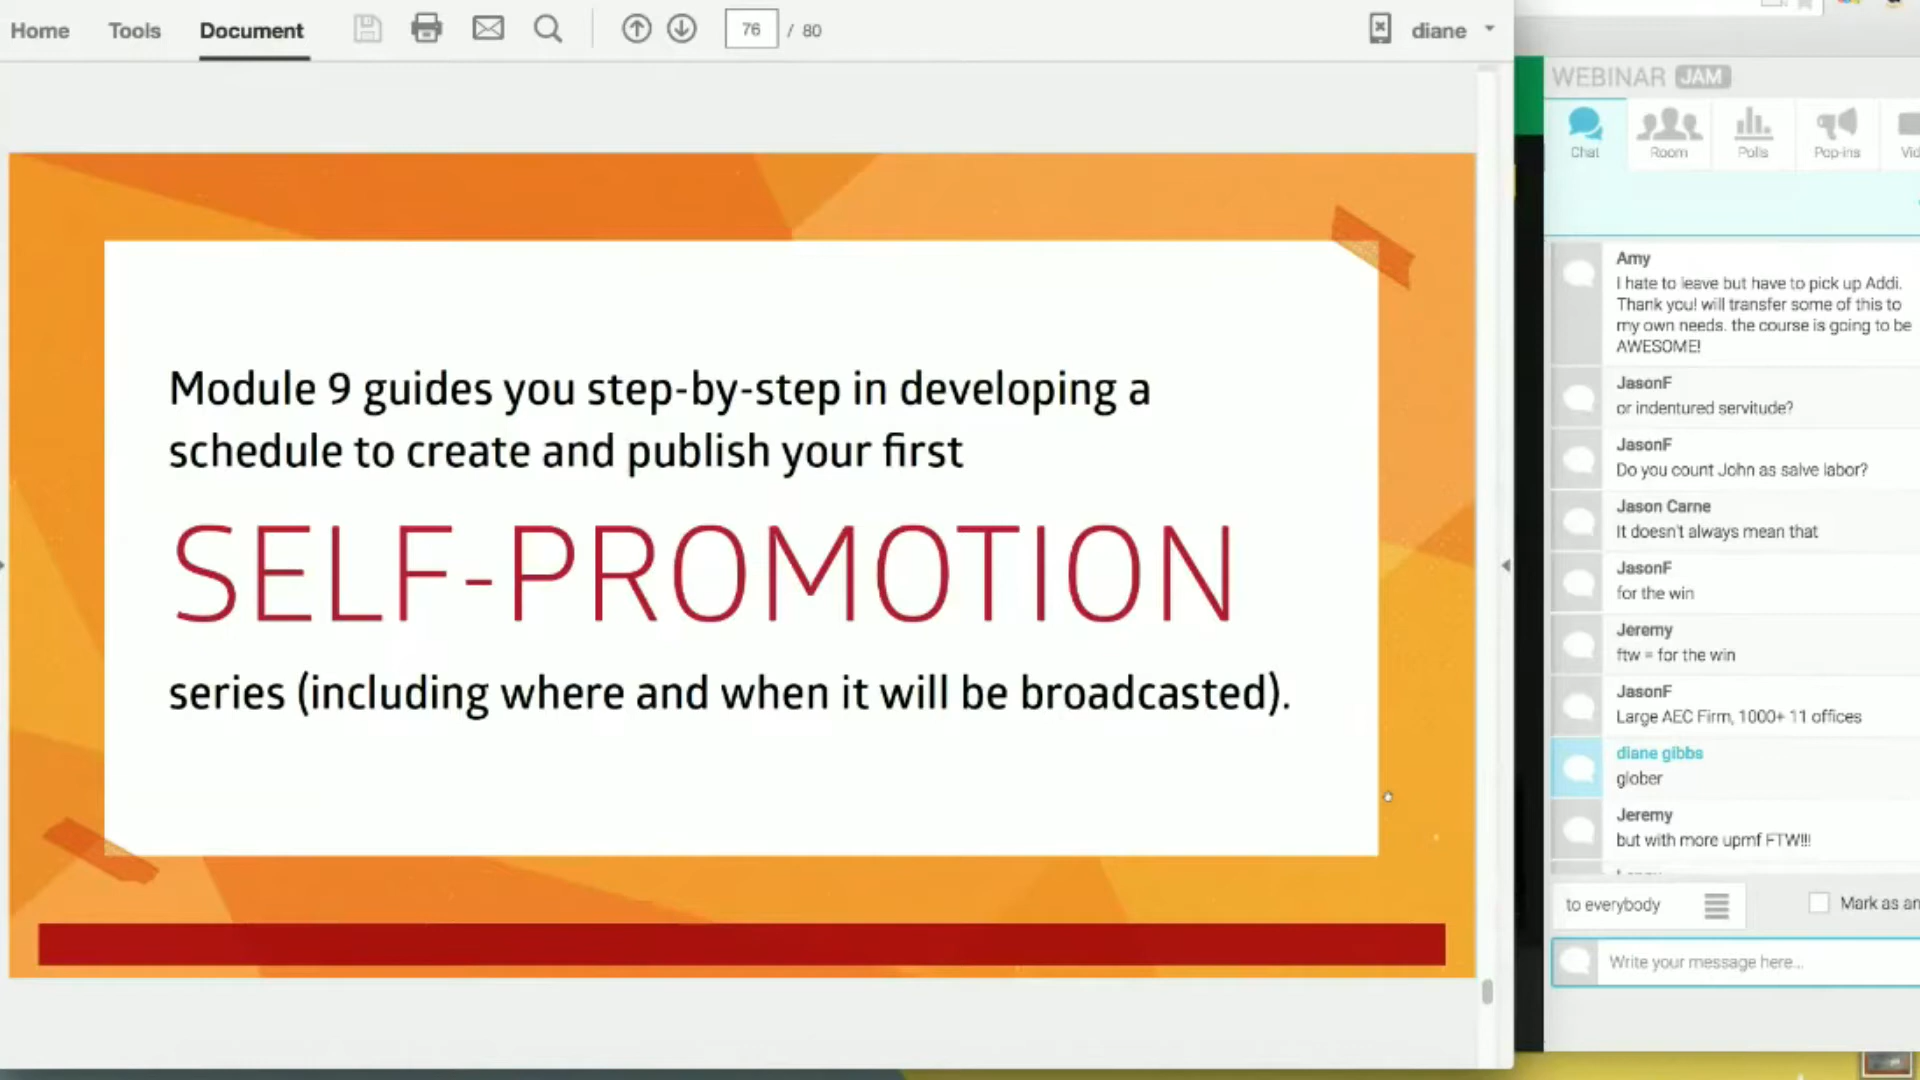 Home Tools Document 76 / 80 diane
WEBINAR JAM
Chat Room Polls Pop-ins
Module 9 guides you step-by-step in developing a
schedule to create and publish your first
SELF-PROMOTION
series (including where and when it will be broadcasted).
Amy
I hate to leave but have to pick up Addi.
Thank you! will transfer some of this to
my own needs. the course is going to be
AWESOME!
JasonF
or indentured servitude?
JasonF
Do you count John as salve labor?
Jason Carne
It doesn't always mean that
JasonF
for the win
Jeremy
ftw = for the win
JasonF
Large AEC Firm, 1000+ 11 offices
diane gibbs
glober
Jeremy
but with more upmf FTW!!!
to everybody Mark as
Write your message here...